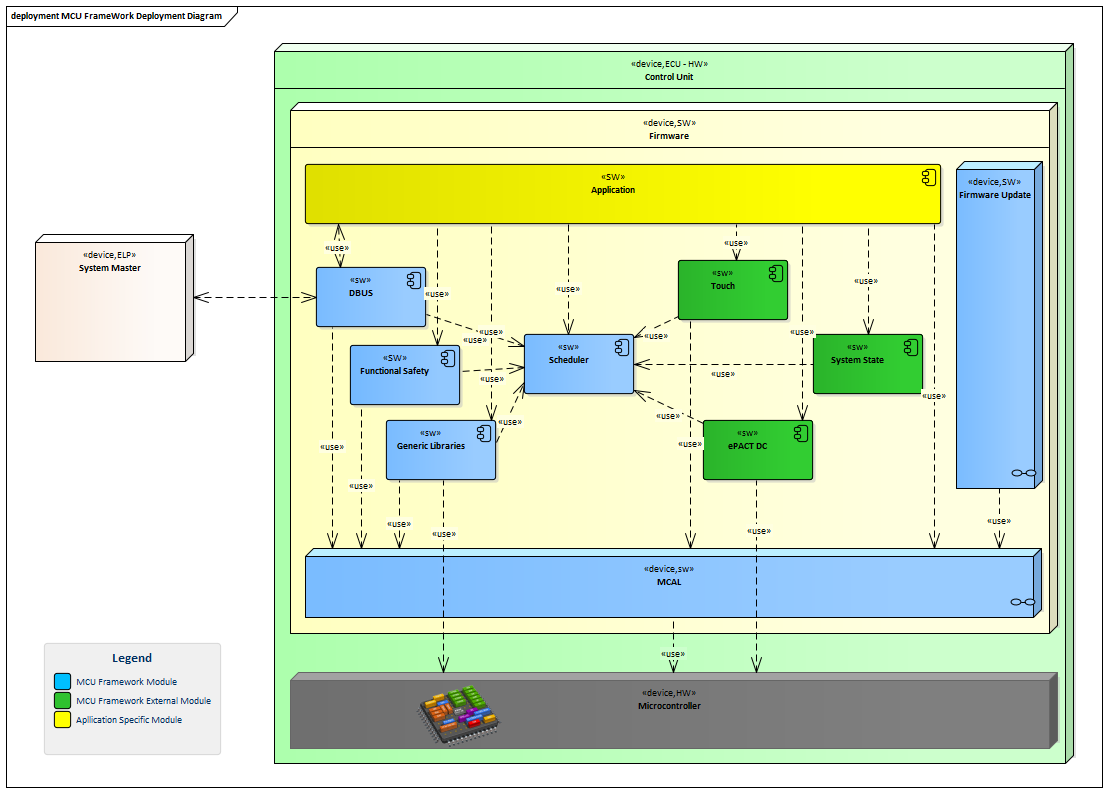 deployment MCU FrameWork Deployment Diagram
«device,ECU - HW»
Control Unit
«device,SW»
Firmware
«SW»
Application
«device,SW»
Firmware Update
«device,ELP»
System Master
«use»
«use»
«sw»
DBUS
«use»
«sw»
Touch
«use»
«use»
«use»
«use»
«use»
«use»
«use»
«sw»
Scheduler
«sw»
System State
«SW»
Functional Safety
«use»
«use»
«use»
«use»
«use»
«sw»
Generic Libraries
«sw»
ePACT DC
«use»
«use»
«use»
«use»
«use»
«use»
«use»
«device,sw»
MCAL
«use»
«device,HW»
Microcontroller
Legend
MCU Framework Module
MCU Framework External Module
Apllication Specific Module